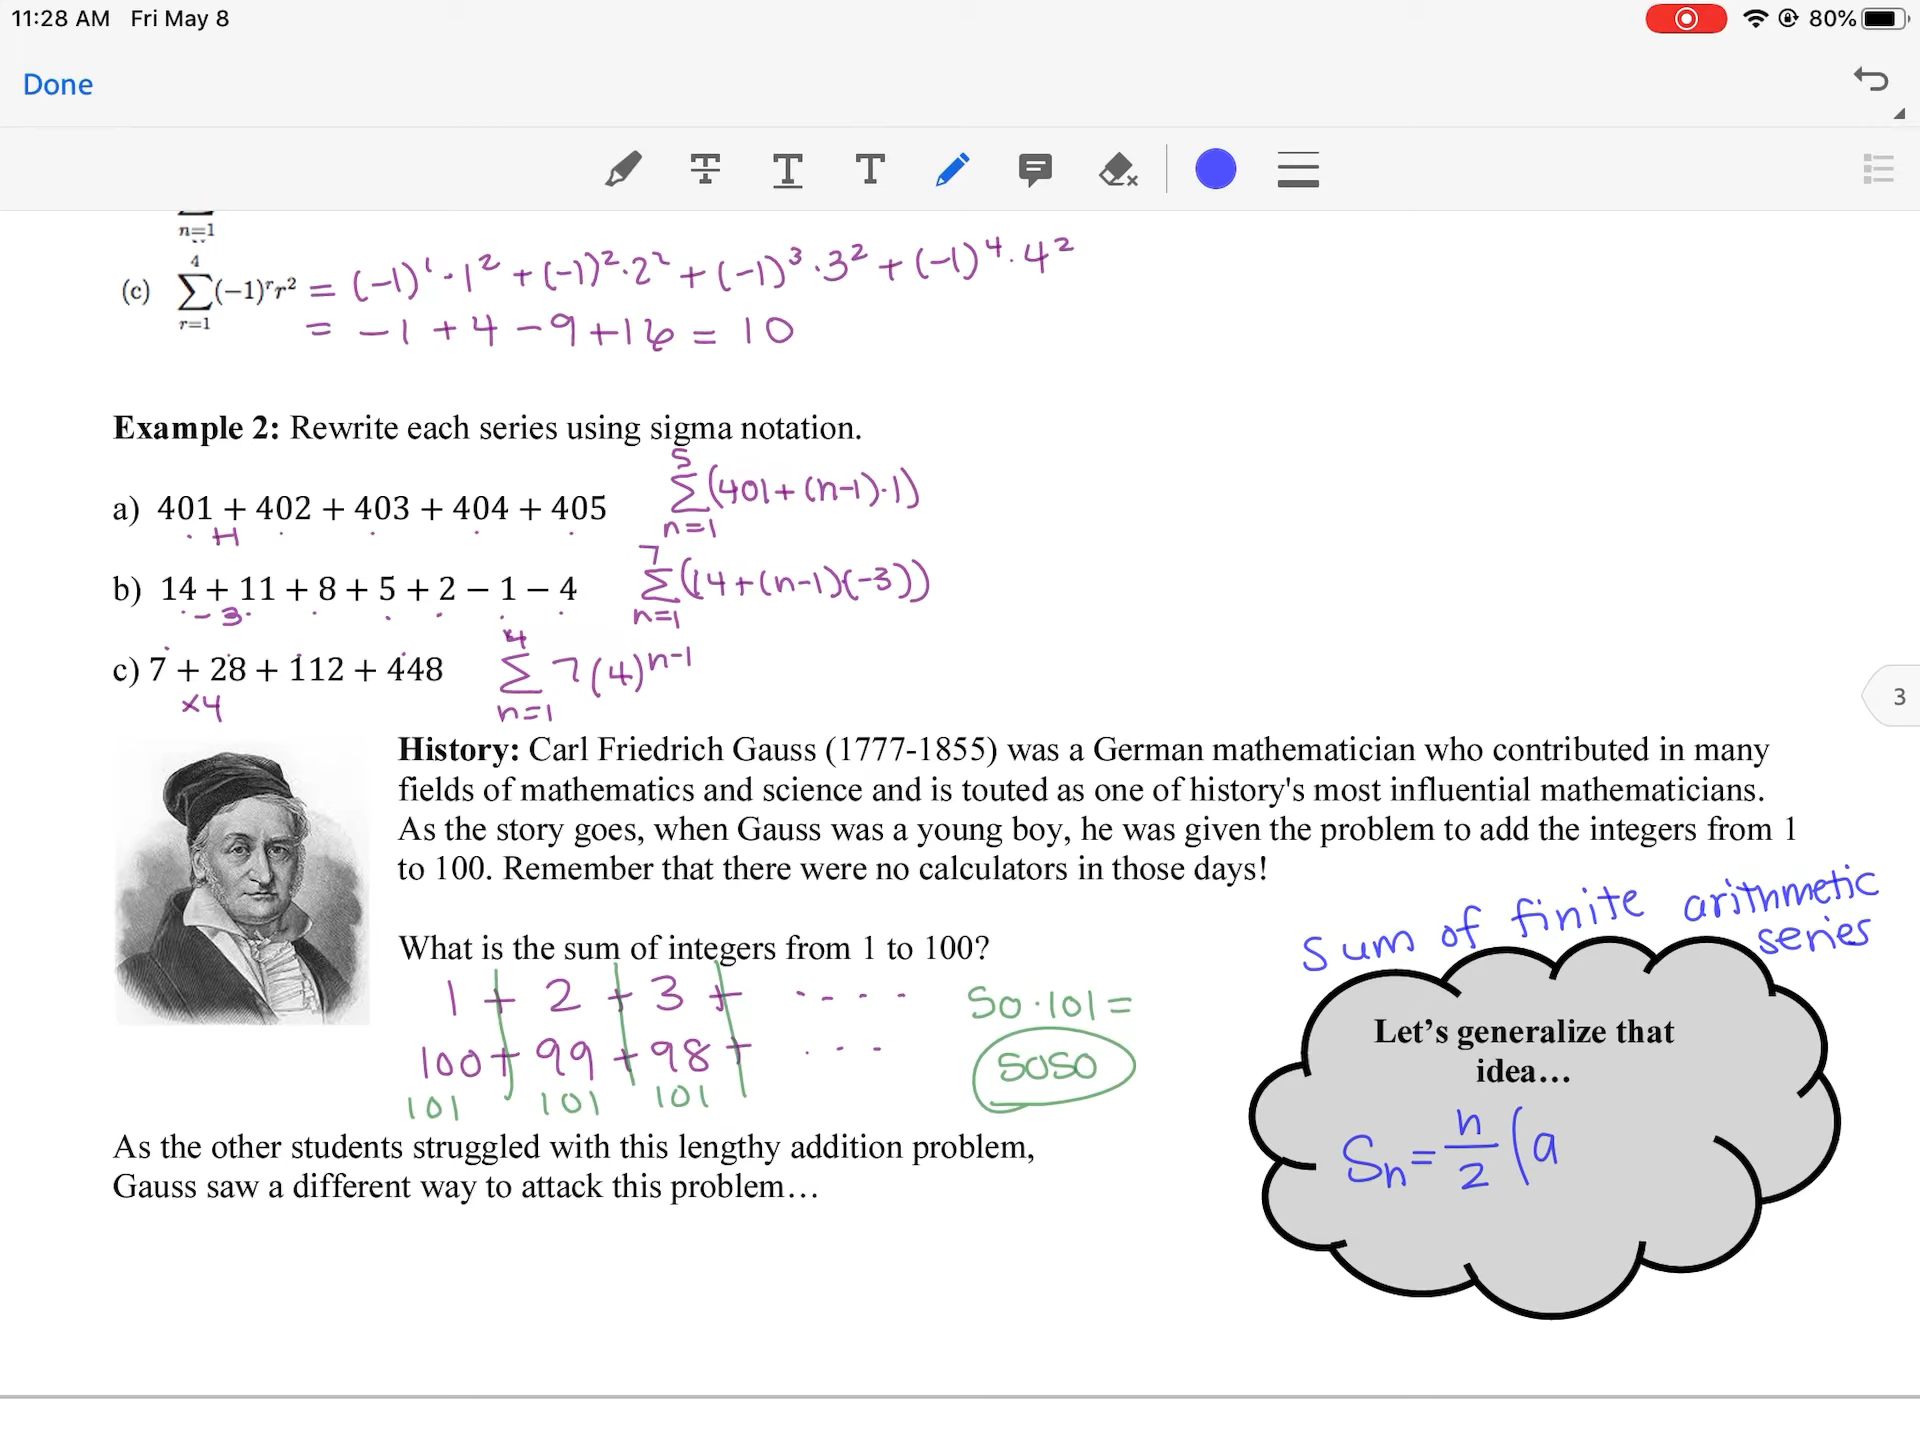 11:28 AM Fri May 8
80%
Done
n=1
4
(c) ∑(−1)ʳr² = (-1)¹·1² + (-1)²·2² + (-1)³·3² + (-1)⁴·4²
r=1
= -1 + 4 - 9 + 16 = 10
Example 2: Rewrite each series using sigma notation.
5
a) 401 + 402 + 403 + 404 + 405 ∑(401+(n-1)·1)
+1 n=1
7
b) 14 + 11 + 8 + 5 + 2 − 1 − 4 ∑(14+(n-1)(-3))
-3 n=1
4
c) 7 + 28 + 112 + 448 ∑ 7(4)ⁿ⁻¹
×4 n=1
3
History: Carl Friedrich Gauss (1777-1855) was a German mathematician who contributed in many
fields of mathematics and science and is touted as one of history's most influential mathematicians.
As the story goes, when Gauss was a young boy, he was given the problem to add the integers from 1
to 100. Remember that there were no calculators in those days!
What is the sum of integers from 1 to 100?
1 + 2 + 3 + ....
100 + 99 + 98 + ...
101 101 101
50·101 =
5050
As the other students struggled with this lengthy addition problem,
Gauss saw a different way to attack this problem…
Sum of finite arithmetic
series
Let’s generalize that
idea…
Sₙ = n/2 (a